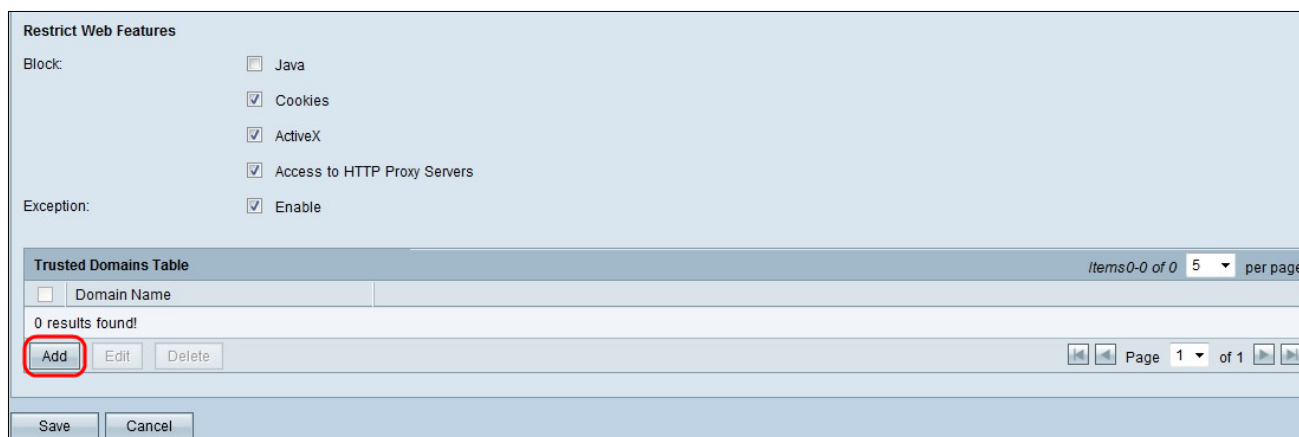 Restrict Web Features
Block: Java
Cookies
ActiveX
Access to HTTP Proxy Servers
Exception: Enable
Trusted Domains Table Items0-0 of 0 5 per page
Domain Name
0 results found!
Add Edit Delete Page 1 of 1
Save Cancel